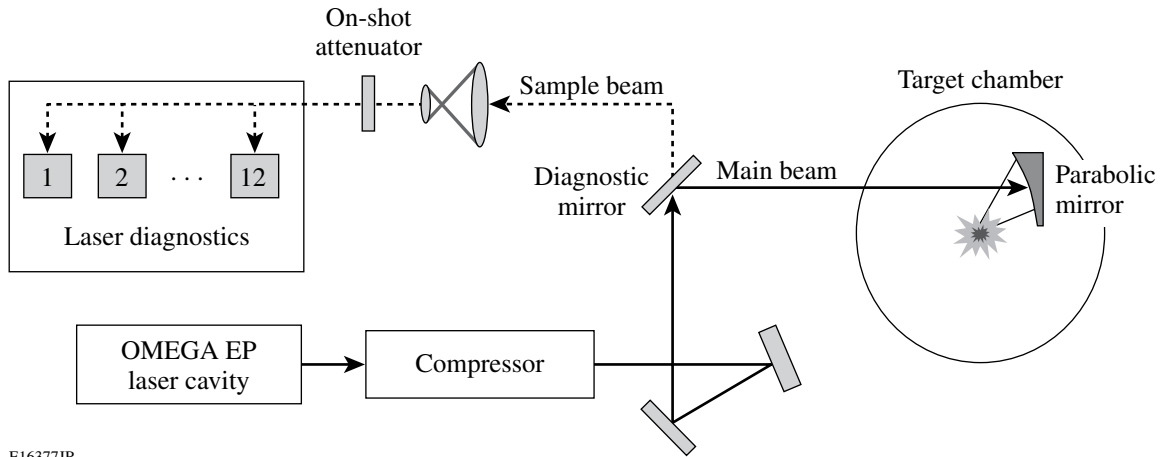 On-shot
attenuator
Sample beam
Target chamber
1
2
...
12
Laser diagnostics
Diagnostic
mirror
Main beam
Parabolic
mirror
OMEGA EP
laser cavity
Compressor
E16377JR